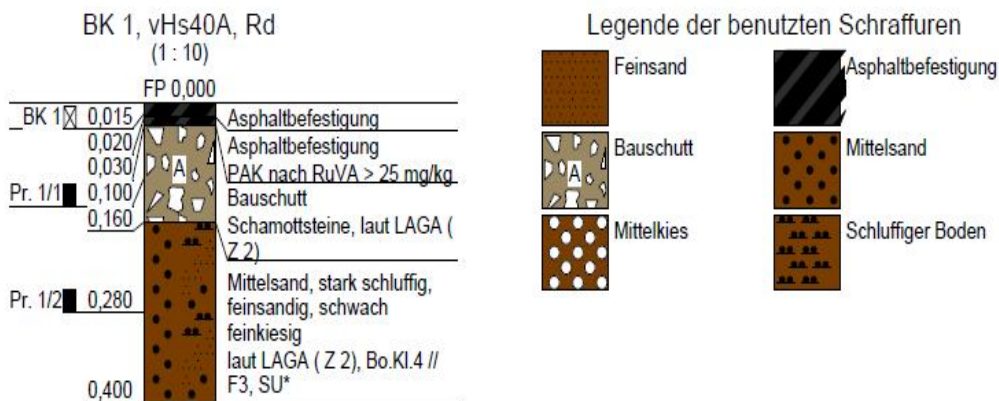 BK 1, vHs40A, Rd
(1 : 10)
FP 0,000
BK 1 0,015
0,020
0,030
Pr. 1/1 0,100
0,160
Pr. 1/2 0,280
0,400
A
Asphaltbefestigung
Asphaltbefestigung
PAK nach RuVA > 25 mg/kg
Bauschutt
Schamottsteine, laut LAGA (
Z 2)
Mittelsand, stark schluffig,
feinsandig, schwach
feinkiesig
laut LAGA ( Z 2), Bo.Kl.4 //
F3, SU*
Legende der benutzten Schraffuren
Feinsand
Asphaltbefestigung
A
Bauschutt
Mittelsand
Mittelkies
Schluffiger Boden